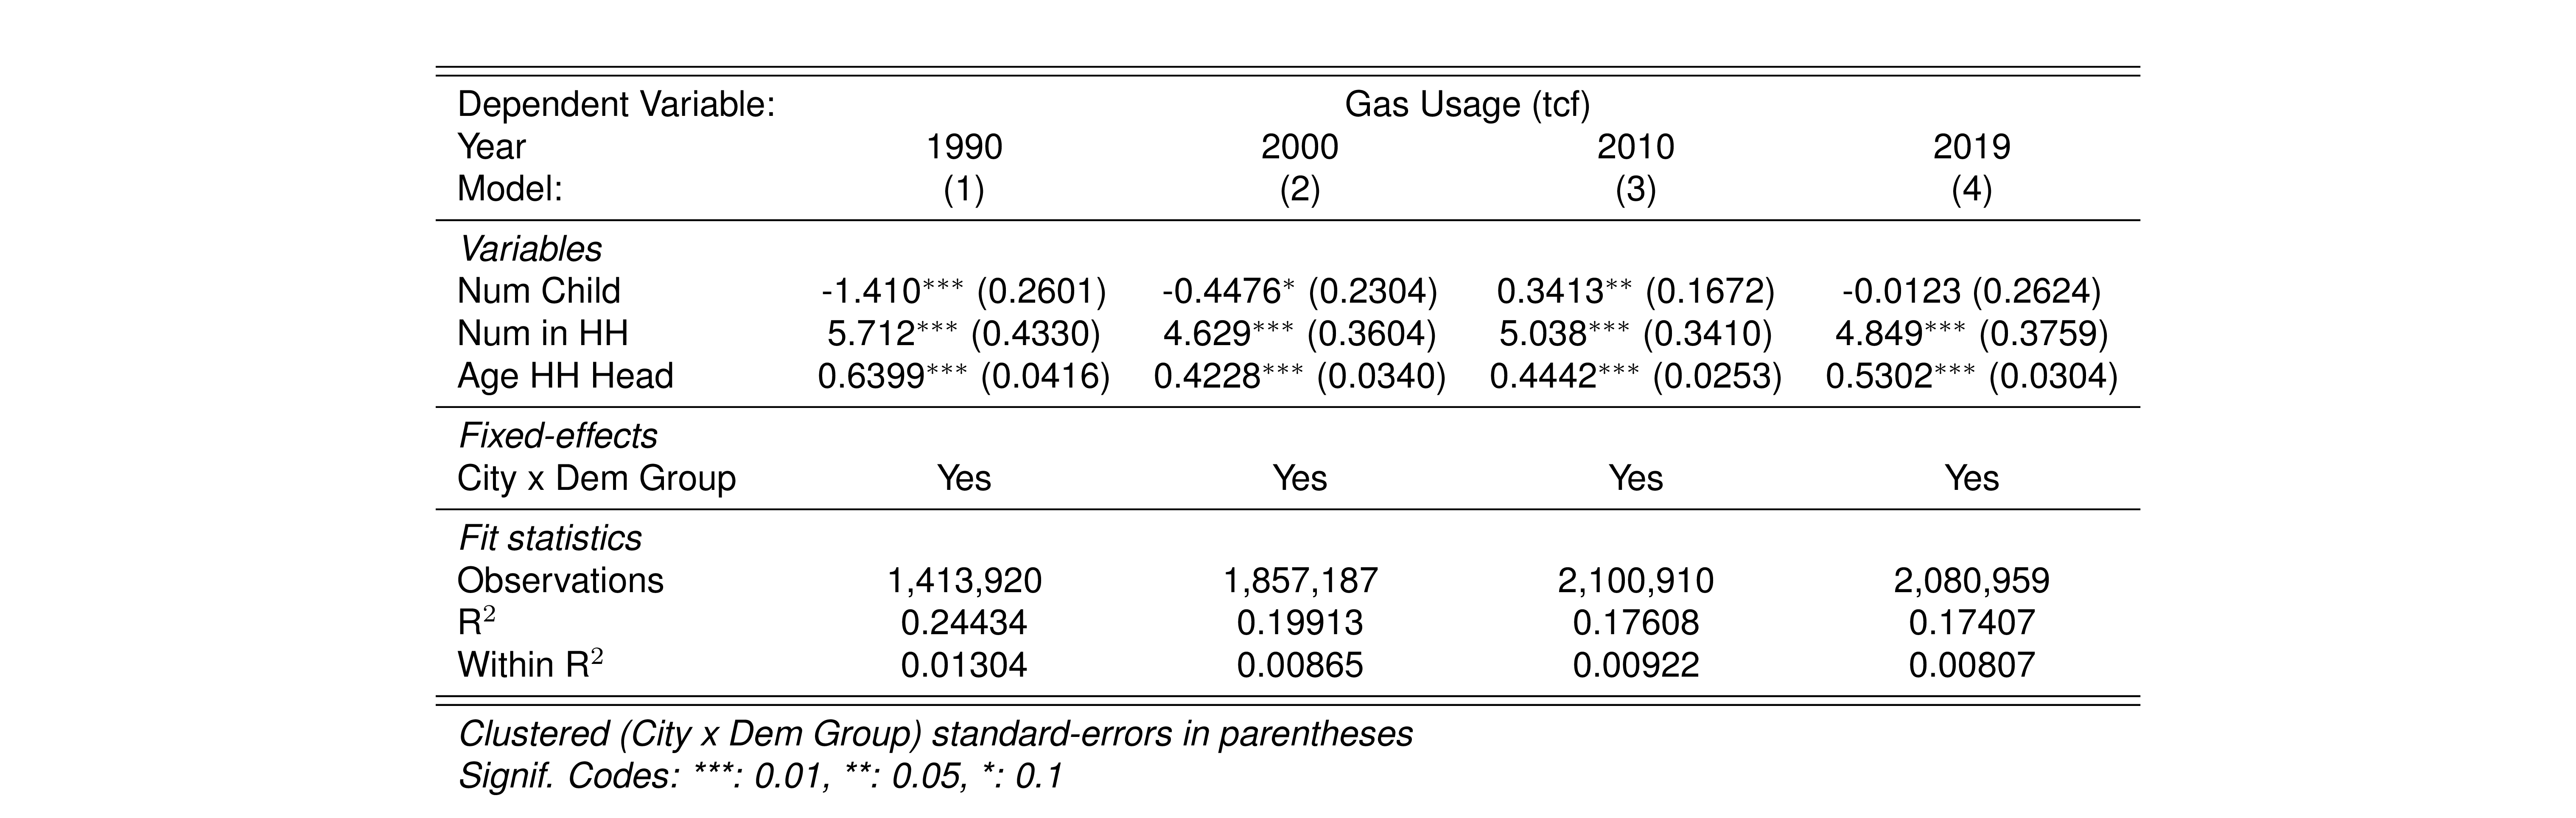 Dependent Variable: Gas Usage (tcf)
Year 1990 2000 2010 2019
Model: (1) (2) (3) (4)
Variables
Num Child -1.410*** (0.2601) -0.4476* (0.2304) 0.3413** (0.1672) -0.0123 (0.2624)
Num in HH 5.712*** (0.4330) 4.629*** (0.3604) 5.038*** (0.3410) 4.849*** (0.3759)
Age HH Head 0.6399*** (0.0416) 0.4228*** (0.0340) 0.4442*** (0.0253) 0.5302*** (0.0304)
Fixed-effects
City x Dem Group Yes Yes Yes Yes
Fit statistics
Observations 1,413,920 1,857,187 2,100,910 2,080,959
R² 0.24434 0.19913 0.17608 0.17407
Within R² 0.01304 0.00865 0.00922 0.00807
Clustered (City x Dem Group) standard-errors in parentheses
Signif. Codes: ***: 0.01, **: 0.05, *: 0.1